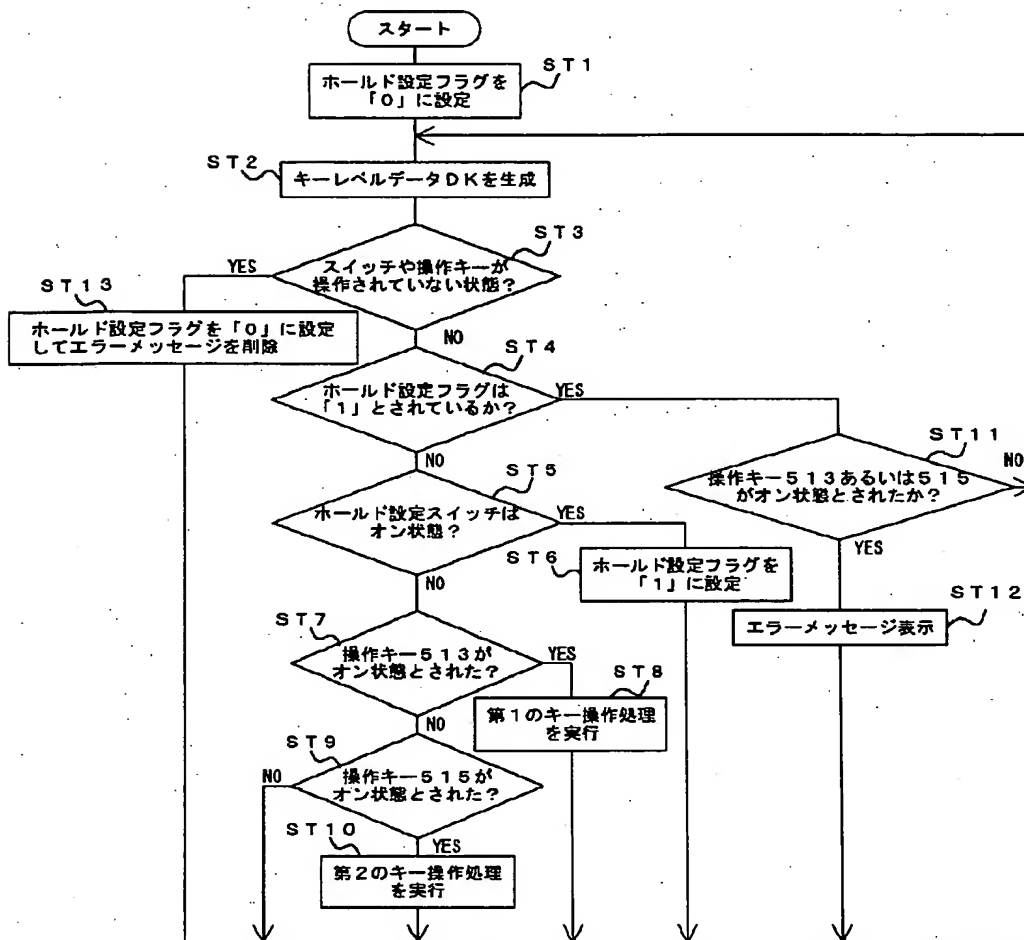 スタート
ST1
ホールド設定フラグを
「0」に設定
ST2
キーレベルデータDKを生成
ST3
スイッチや操作キーが
操作されていない状態?
YES
NO
ST13
ホールド設定フラグを「0」に設定
してエラーメッセージを削除
ST4
ホールド設定フラグは
「1」とされているか?
YES
NO
ST11
操作キー513あるいは515
がオン状態とされたか?
NO
YES
ST5
ホールド設定スイッチは
オン状態?
YES
NO
ST6
ホールド設定フラグを
「1」に設定
ST12
エラーメッセージ表示
ST7
操作キー513が
オン状態とされた?
YES
NO
ST8
第1のキー操作処理
を実行
ST9
操作キー515が
オン状態とされた?
NO
YES
ST10
第2のキー操作処理
を実行